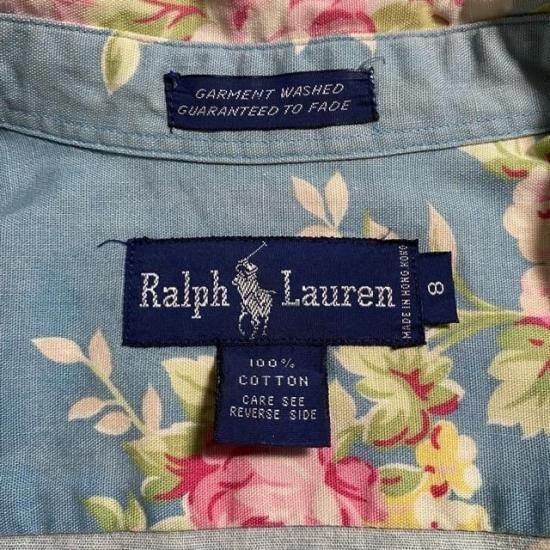 GARMENT WASHED
GUARANTEED TO FADE
Ralph Lauren
MADE IN HONG KONG
8
100%
COTTON
CARE SEE
REVERSE SIDE